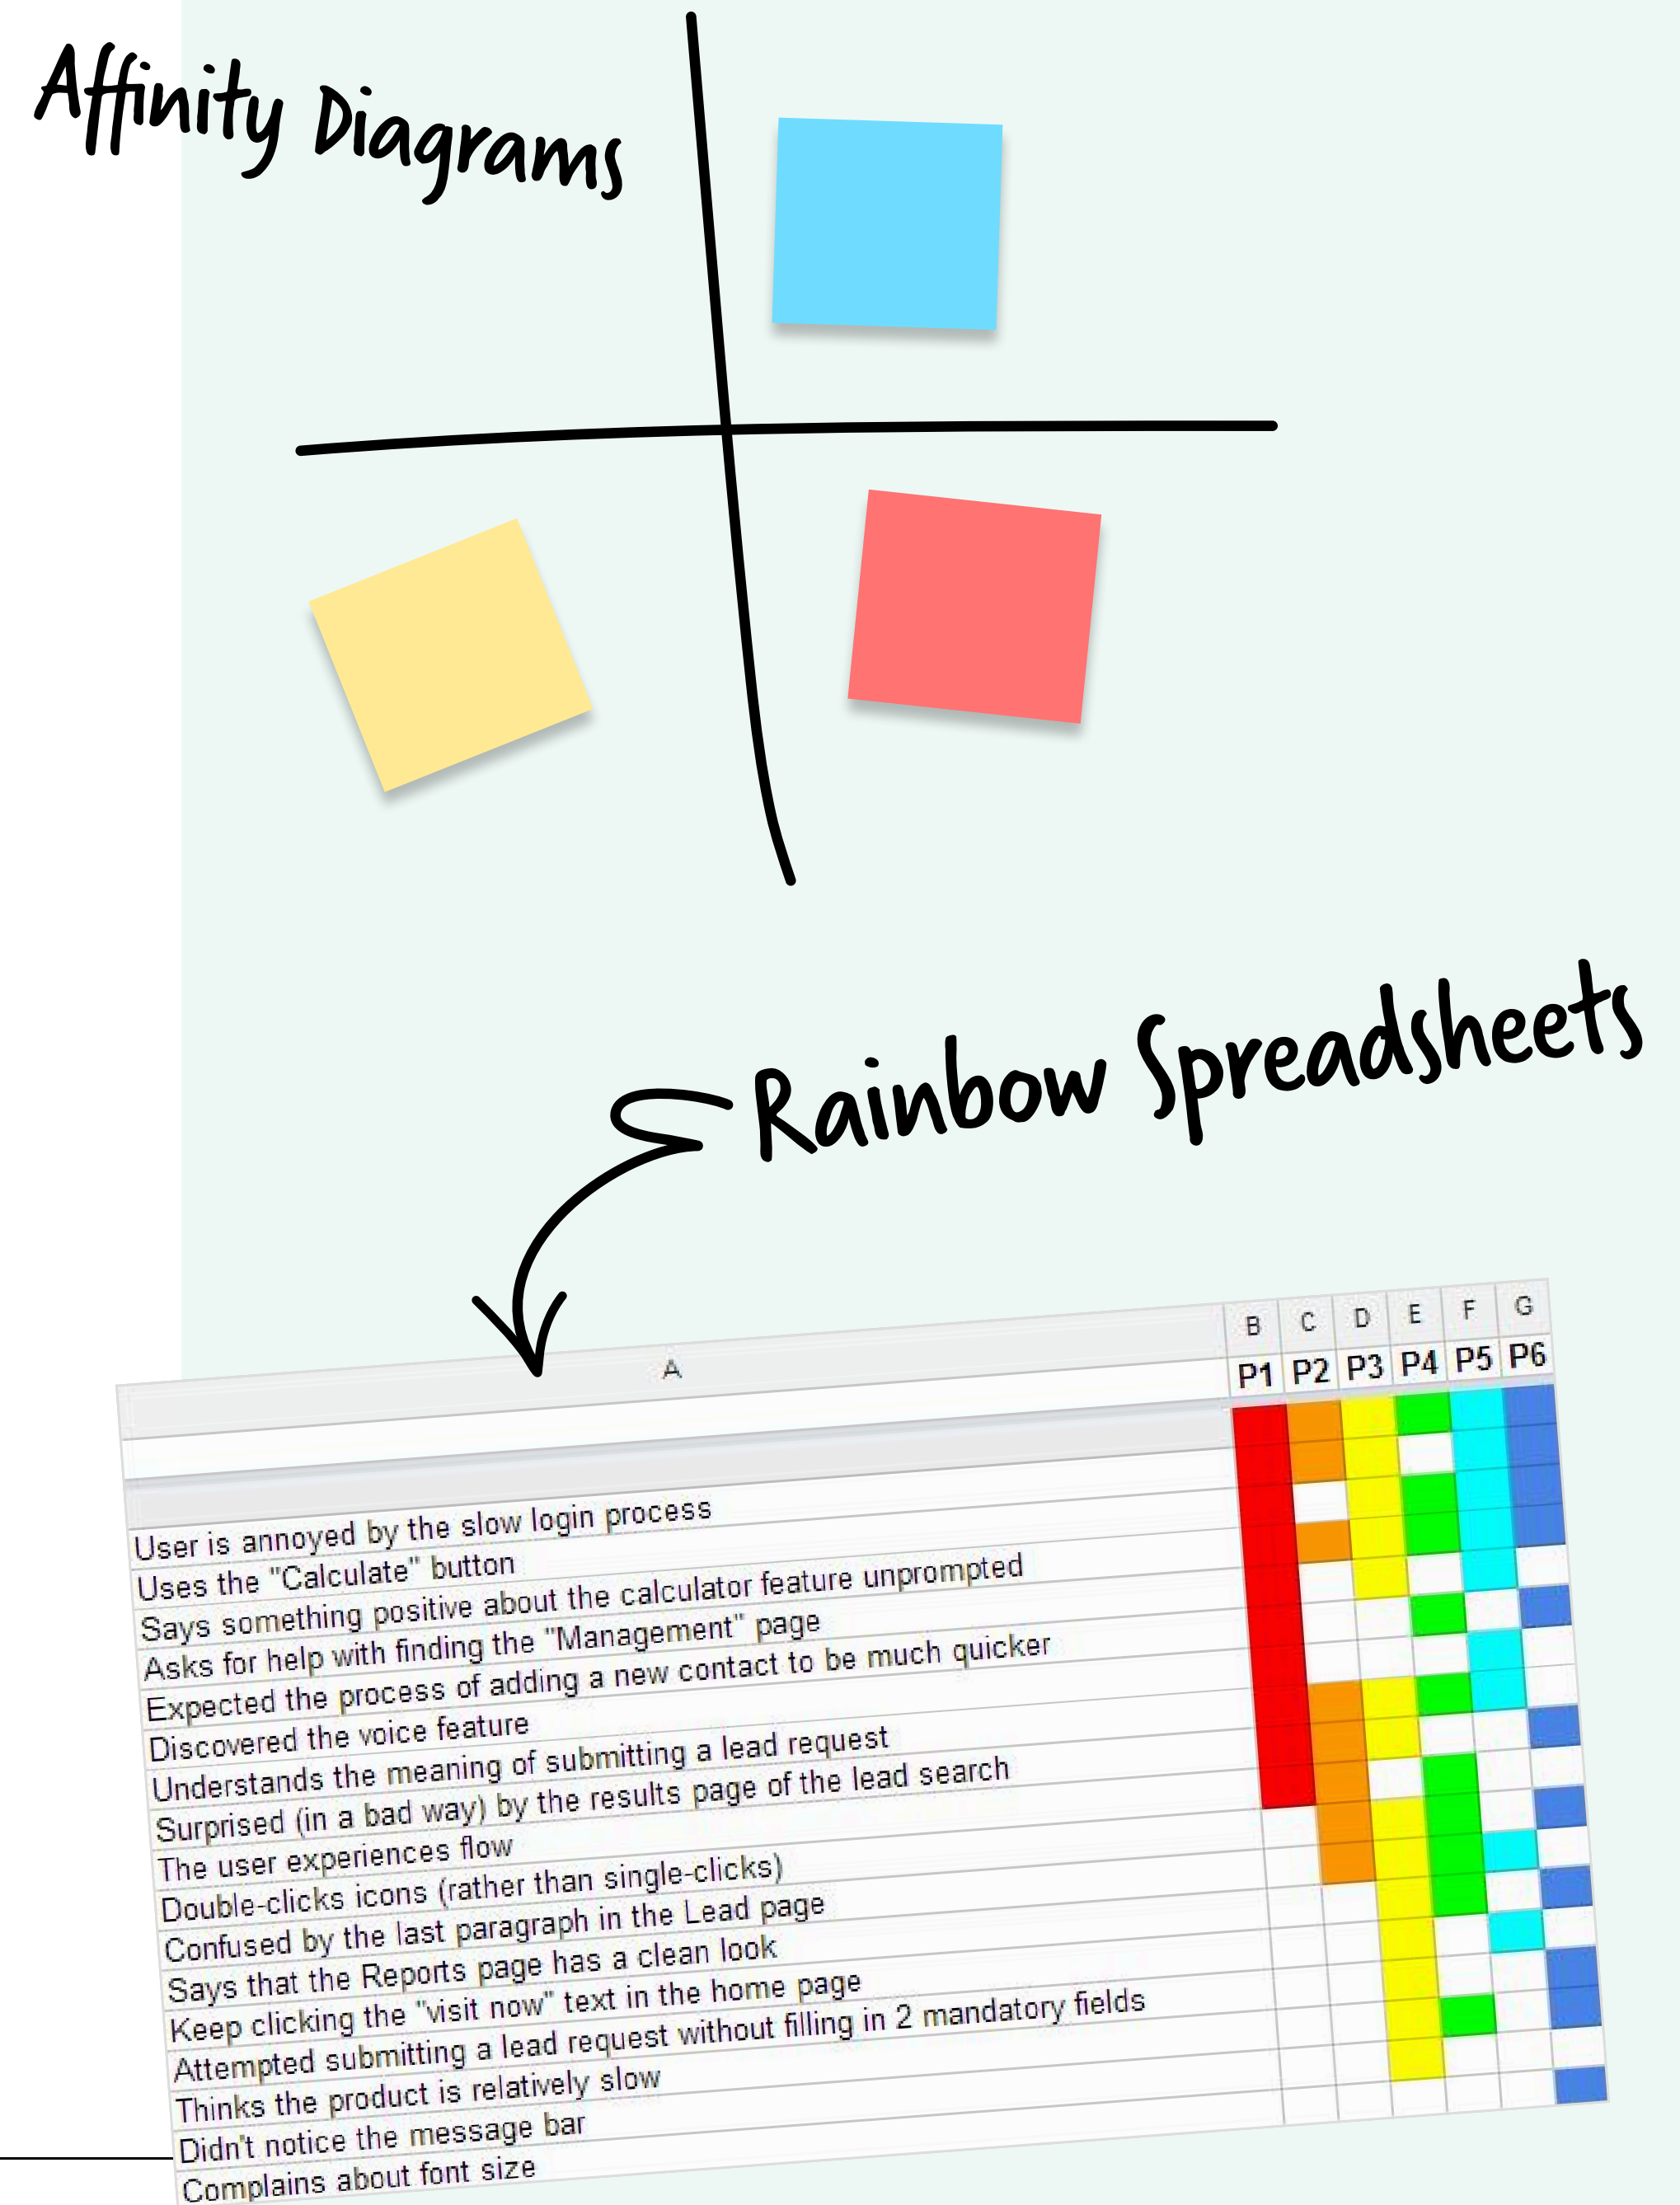 Affinity Diagrams
Rainbow Spreadsheets
A B C D E F G
P1 P2 P3 P4 P5 P6
User is annoyed by the slow login process
Uses the "Calculate" button
Says something positive about the calculator feature unprompted
Asks for help with finding the "Management" page
Expected the process of adding a new contact to be much quicker
Discovered the voice feature
Understands the meaning of submitting a lead request
Surprised (in a bad way) by the results page of the lead search
The user experiences flow
Double-clicks icons (rather than single-clicks)
Confused by the last paragraph in the Lead page
Says that the Reports page has a clean look
Keep clicking the "visit now" text in the home page
Attempted submitting a lead request without filling in 2 mandatory fields
Thinks the product is relatively slow
Didn't notice the message bar
Complains about font size